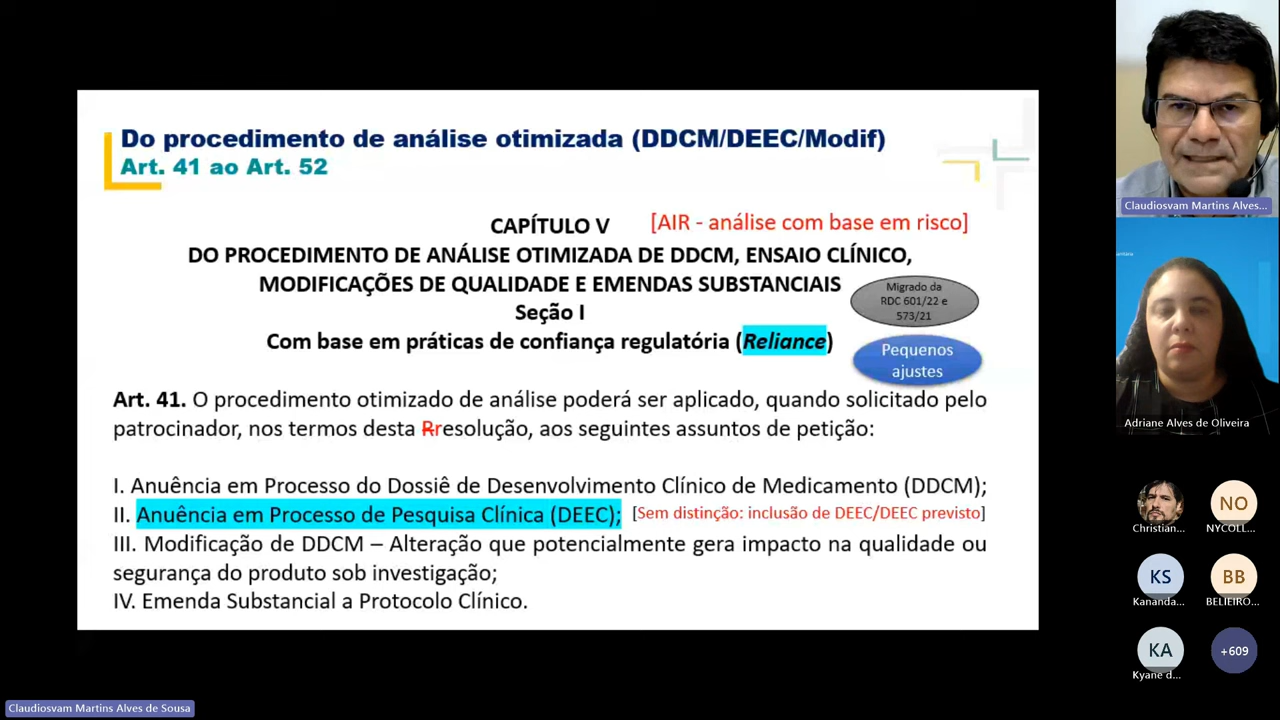 Do procedimento de análise otimizada (DDCM/DEEC/Modif)
Art. 41 ao Art. 52
CAPÍTULO V
[AIR - análise com base em risco]
DO PROCEDIMENTO DE ANÁLISE OTIMIZADA DE DDCM, ENSAIO CLÍNICO,
MODIFICAÇÕES DE QUALIDADE E EMENDAS SUBSTANCIAIS
Seção I
Com base em práticas de confiança regulatória (Reliance)
Migrado da
RDC 601/22 e
573/21
Pequenos
ajustes
Art. 41. O procedimento otimizado de análise poderá ser aplicado, quando solicitado pelo
patrocinador, nos termos desta Rresolução, aos seguintes assuntos de petição:
I. Anuência em Processo do Dossiê de Desenvolvimento Clínico de Medicamento (DDCM);
II. Anuência em Processo de Pesquisa Clínica (DEEC); [Sem distinção: inclusão de DEEC/DEEC previsto]
III. Modificação de DDCM – Alteração que potencialmente gera impacto na qualidade ou
segurança do produto sob investigação;
IV. Emenda Substancial a Protocolo Clínico.
Claudiosvam Martins Alves...
Adriane Alves de Oliveira
Christian...
NO
NYCOLL...
KS
Kananda...
BB
BELIEIRO...
KA
Kyane d...
+609
Claudiosvam Martins Alves de Sousa